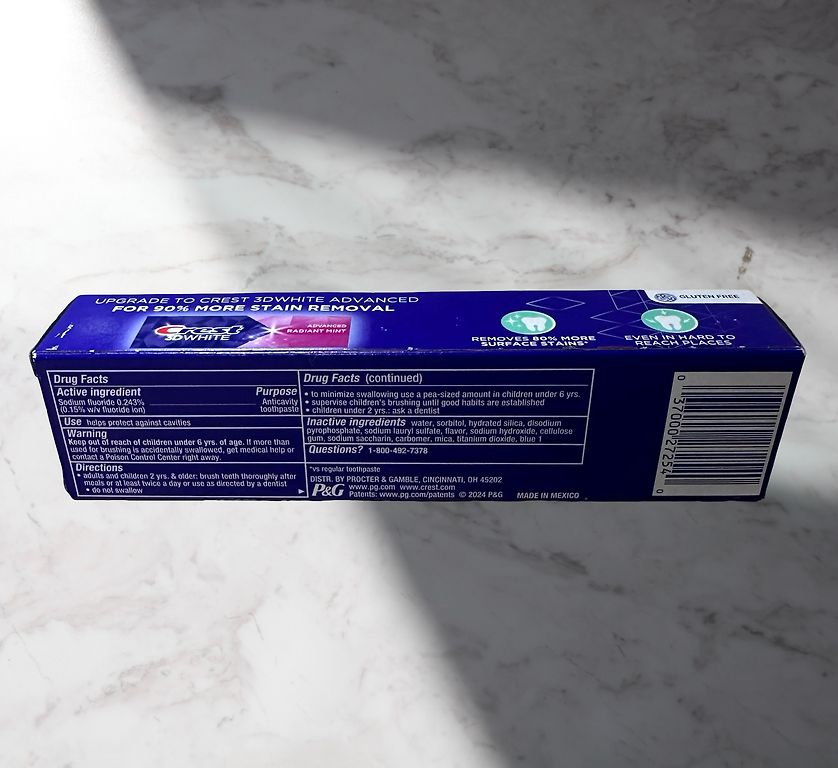 UPGRADE TO CREST 3DWHITE ADVANCED
FOR 90% MORE STAIN REMOVAL
Crest
3DWHITE
ADVANCED
RADIANT MINT
REMOVES 80% MORE
SURFACE STAINS*
GLUTEN FREE
EVEN IN HARD TO
REACH PLACES
Drug Facts
Active ingredient Purpose
Sodium fluoride 0.243% Anticavity
(0.15% w/v fluoride ion) toothpaste
Use helps protect against cavities
Warning
Keep out of reach of children under 6 yrs. of age. If more than
used for brushing is accidentally swallowed, get medical help or
contact a Poison Control Center right away.
Directions
• adults and children 2 yrs. & older: brush teeth thoroughly after
meals or at least twice a day or use as directed by a dentist
• do not swallow
Drug Facts (continued)
• to minimize swallowing use a pea-sized amount in children under 6 yrs.
• supervise children's brushing until good habits are established
• children under 2 yrs.: ask a dentist
Inactive ingredients water, sorbitol, hydrated silica, disodium
pyrophosphate, sodium lauryl sulfate, flavor, sodium hydroxide, cellulose
gum, sodium saccharin, carbomer, mica, titanium dioxide, blue 1
Questions? 1-800-492-7378
*vs regular toothpaste
DISTR. BY PROCTER & GAMBLE, CINCINNATI, OH 45202
P&G www.pg.com www.crest.com
Patents: www.pg.com/patents © 2024 P&G MADE IN MEXICO
0 37000 27254 0